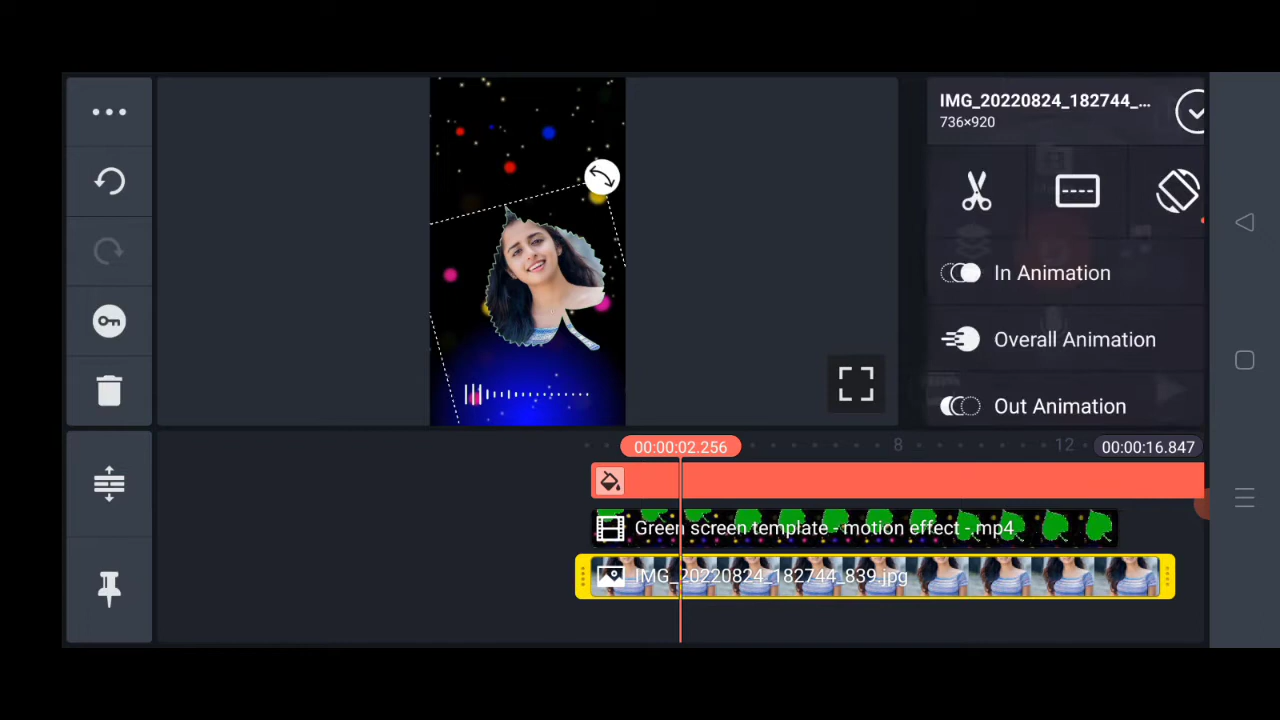 IMG_20220824_182744_...
736×920
In Animation
Overall Animation
Out Animation
00:00:02.256
8
12
00:00:16.847
Green screen template - motion effect -.mp4
IMG_20220824_182744_839.jpg